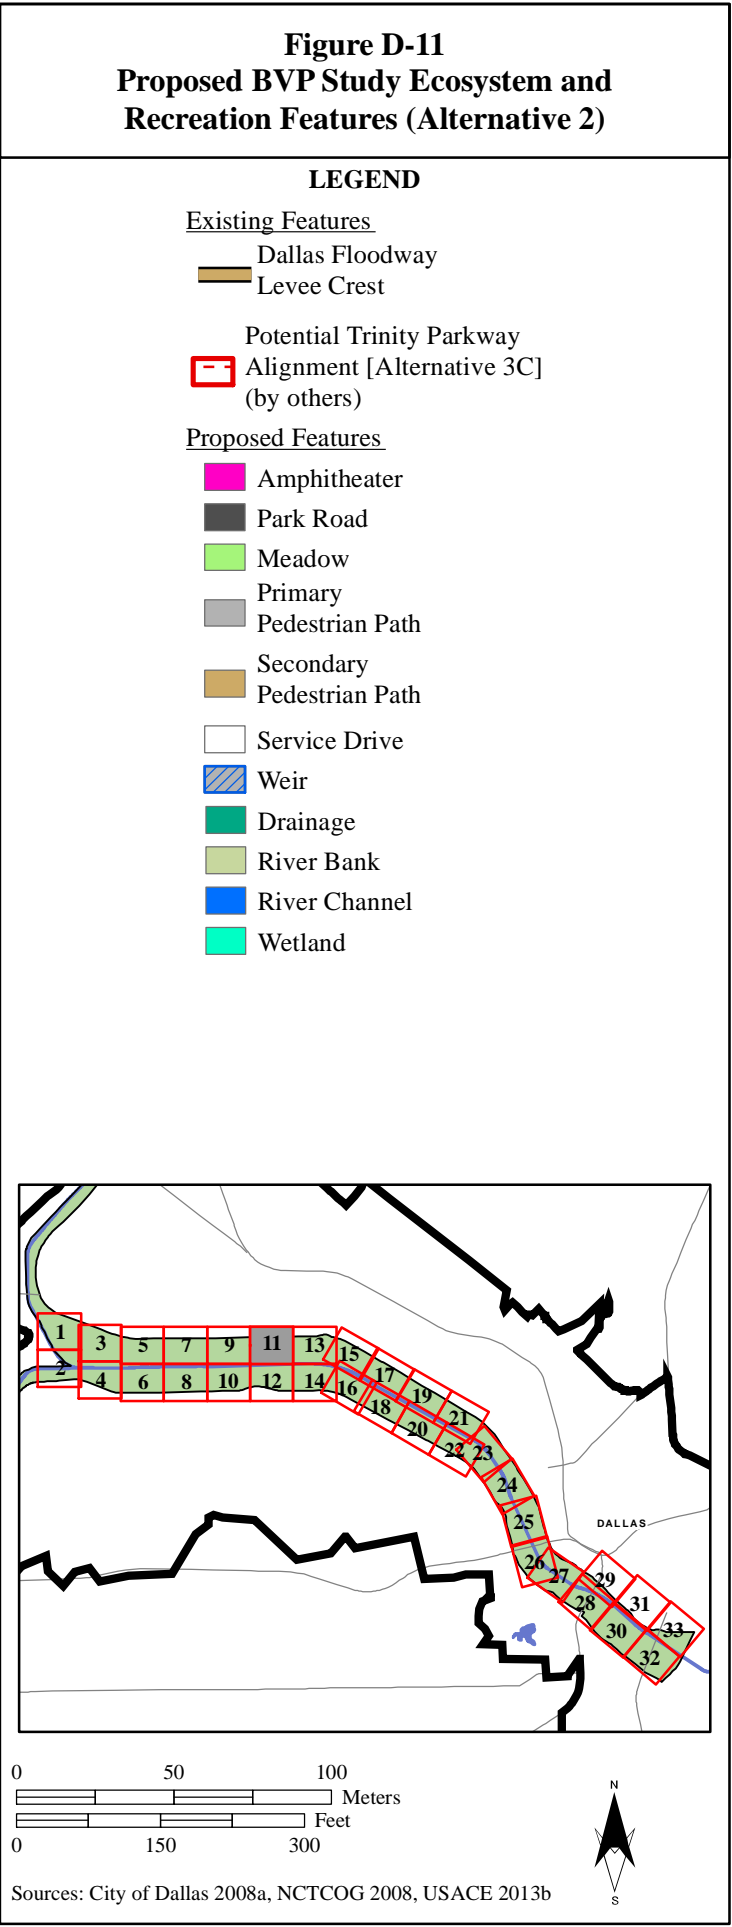 Figure D-11
Proposed BVP Study Ecosystem and
Recreation Features (Alternative 2)
LEGEND
Existing Features
Dallas Floodway
Levee Crest
Potential Trinity Parkway
Alignment [Alternative 3C]
(by others)
Proposed Features
Amphitheater
Park Road
Meadow
Primary
Pedestrian Path
Secondary
Pedestrian Path
Service Drive
Weir
Drainage
River Bank
River Channel
Wetland
1
2
3
4
5
6
7
8
9
10
11
12
13
14
15
16
17
18
19
20
21
22
23
24
25
26
27
28
29
30
31
32
33
DALLAS
0 50 100
Meters
Feet
0 150 300
N
S
Sources: City of Dallas 2008a, NCTCOG 2008, USACE 2013b